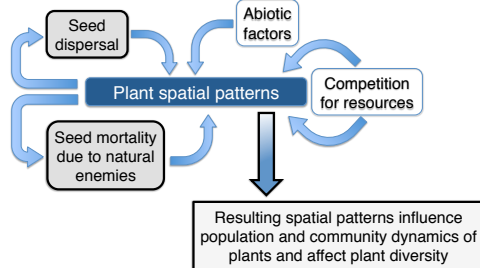 Seed
dispersal
Abiotic
factors
Plant spatial patterns
Competition
for resources
Seed mortality
due to natural
enemies
Resulting spatial patterns influence
population and community dynamics of
plants and affect plant diversity